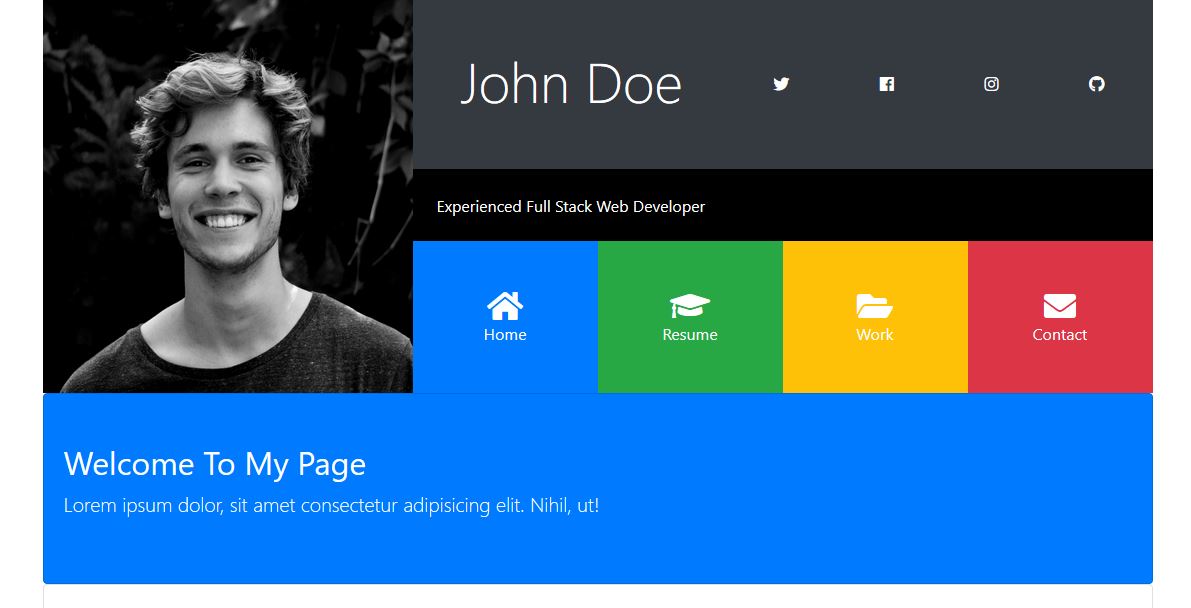 John Doe
Experienced Full Stack Web Developer
Home
Resume
Work
Contact
Welcome To My Page
Lorem ipsum dolor, sit amet consectetur adipisicing elit. Nihil, ut!